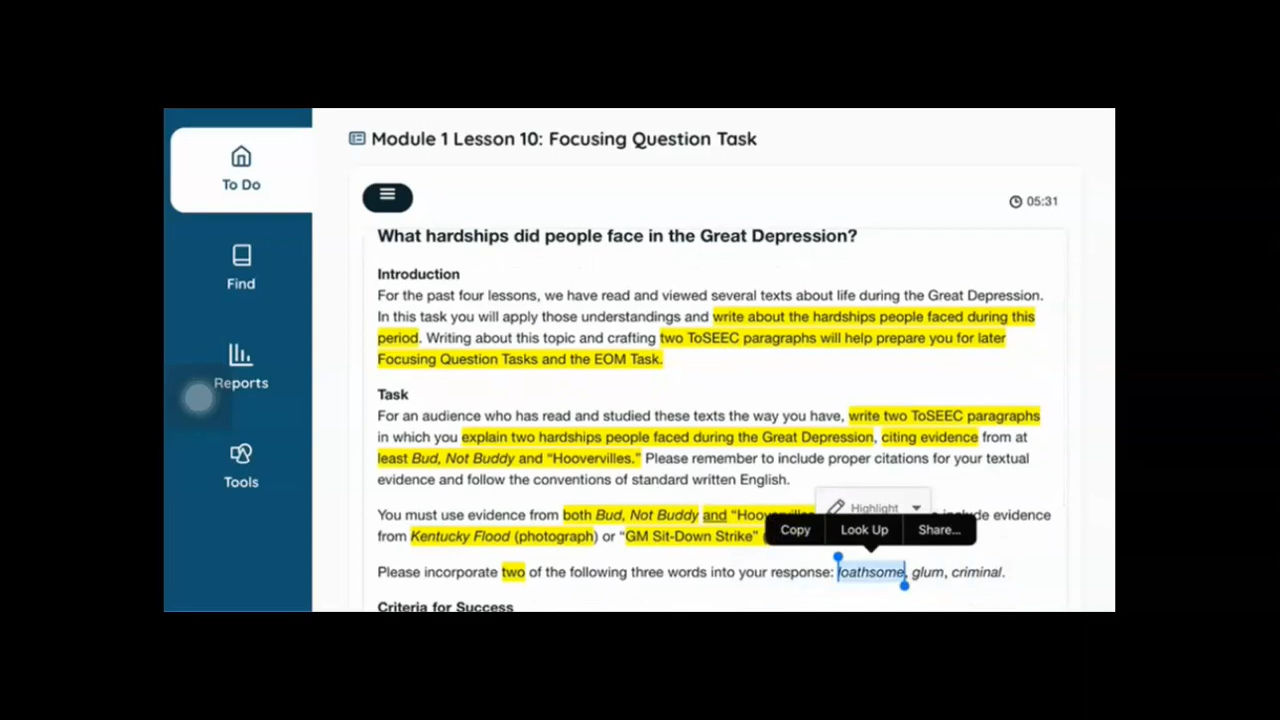 Module 1 Lesson 10: Focusing Question Task
To Do
05:31
What hardships did people face in the Great Depression?
Introduction
For the past four lessons, we have read and viewed several texts about life during the Great Depression.
In this task you will apply those understandings and write about the hardships people faced during this
period. Writing about this topic and crafting two ToSEEC paragraphs will help prepare you for later
Focusing Question Tasks and the EOM Task.
Find
Reports
Tools
Task
For an audience who has read and studied these texts the way you have, write two ToSEEC paragraphs
in which you explain two hardships people faced during the Great Depression, citing evidence from at
least Bud, Not Buddy and “Hoovervilles.” Please remember to include proper citations for your textual
evidence and follow the conventions of standard written English.
Highlight
You must use evidence from both Bud, Not Buddy and include evidence
Copy Look Up Share...
from Kentucky Flood (photograph) or “GM Sit-Down Strike”
Please incorporate two of the following three words into your response: loathsome, glum, criminal.
Criteria for Success